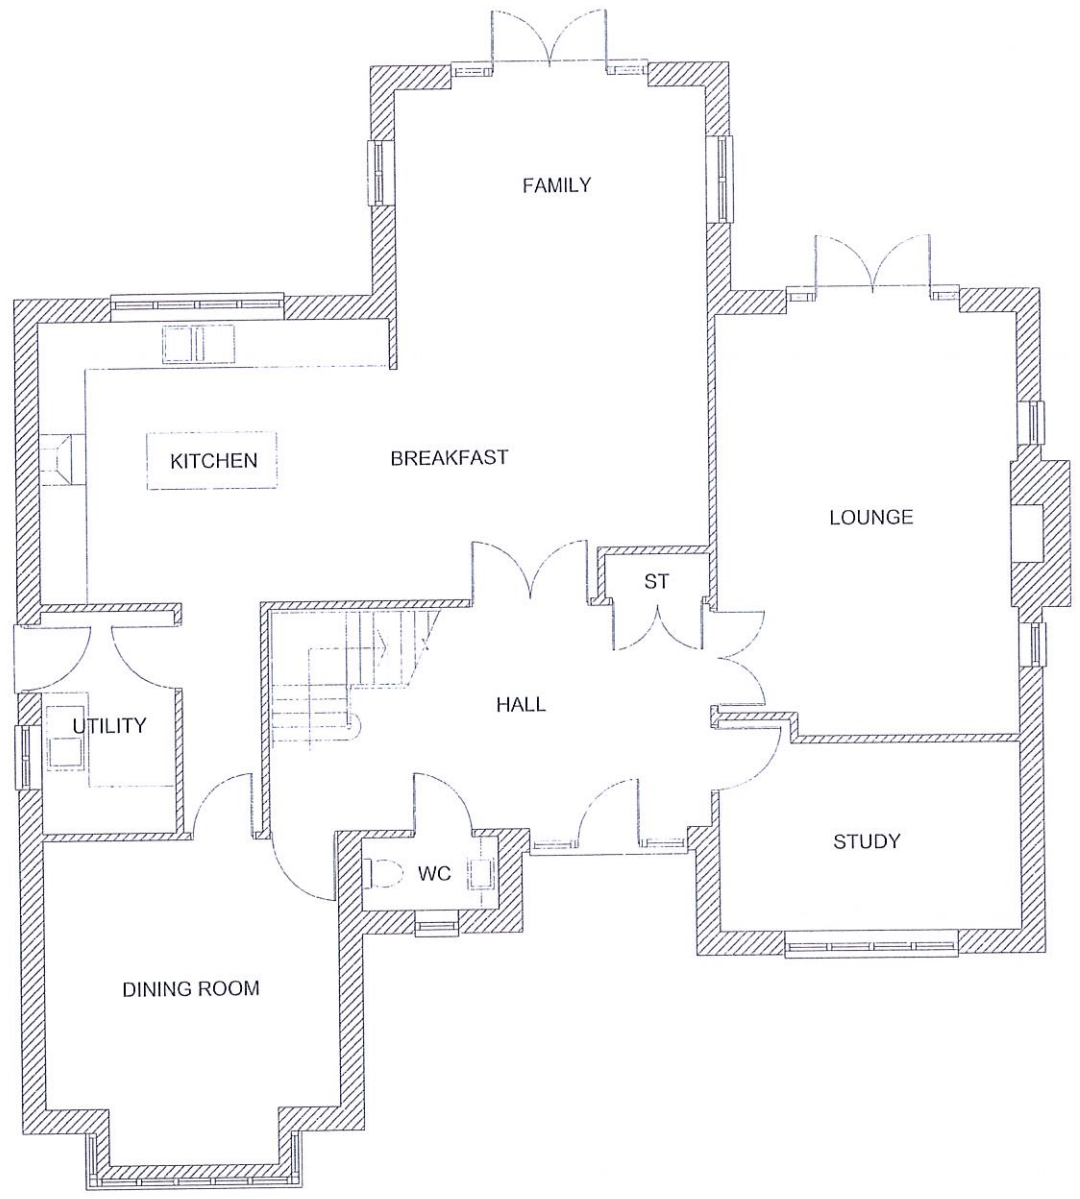 FAMILY
KITCHEN
BREAKFAST
LOUNGE
ST
HALL
UTILITY
STUDY
WC
DINING ROOM